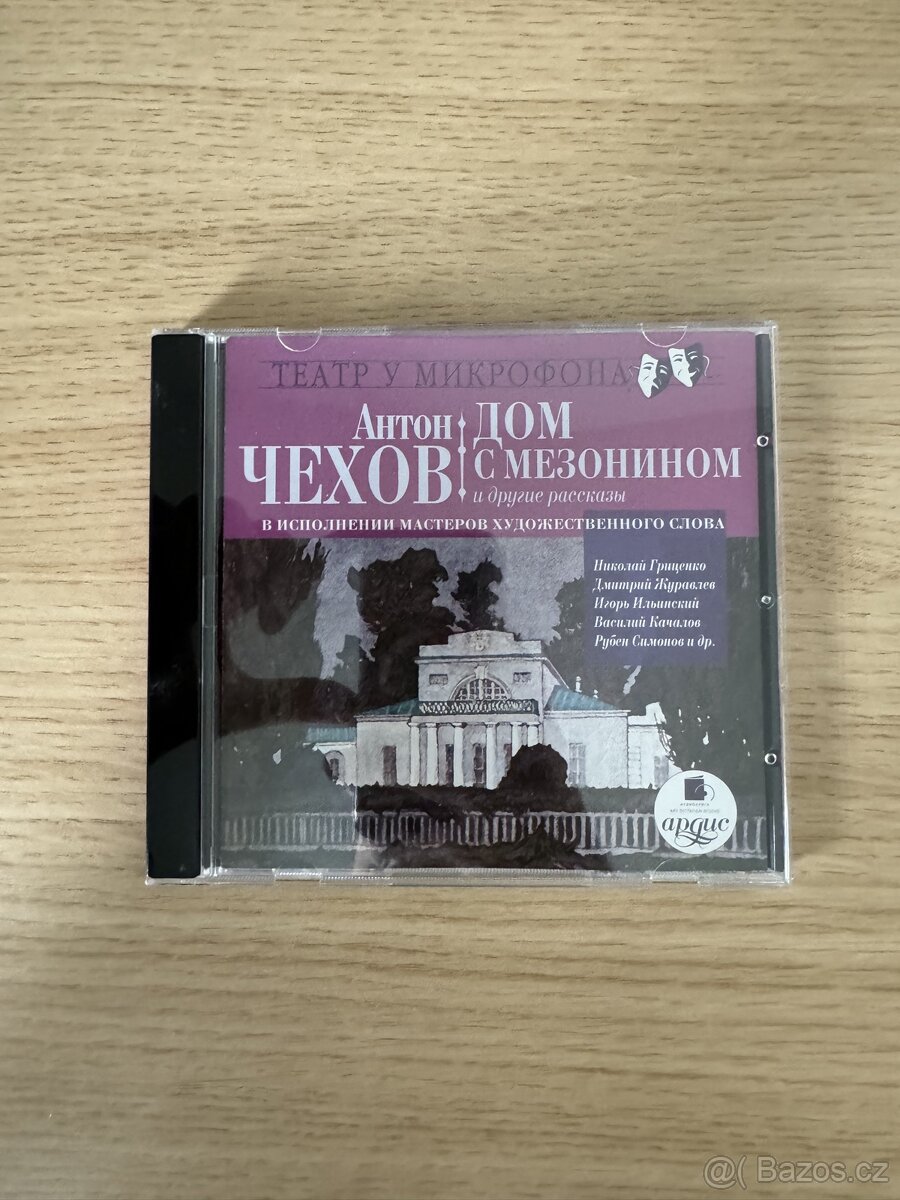 ТЕАТР У МИКРОФОНА
Антон
ЧЕХОВ
ДОМ
С МЕЗОНИНОМ
и другие рассказы
В ИСПОЛНЕНИИ МАСТЕРОВ ХУДОЖЕСТВЕННОГО СЛОВА
Николай Гриценко
Дмитрий Журавлев
Игорь Ильинский
Василий Качалов
Рубен Симонов и др.
ардис
@( Bazos.cz